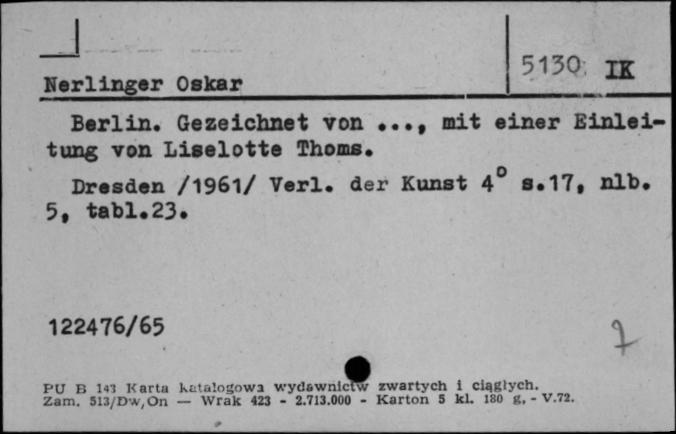 5130 IK
Nerlinger Oskar
Berlin. Gezeichnet von ..., mit einer Einlei-
tung von Liselotte Thoms.
Dresden /1961/ Verl. der Kunst 4° s.17, nlb.
5, tabl.23.
122476/65
7
PU B 143 Karta katalogowa wydawnictw zwartych i ciągłych.
Zam. 513/Dw,On — Wrak 423 - 2.713.000 - Karton 5 kl. 180 g, - V.72.